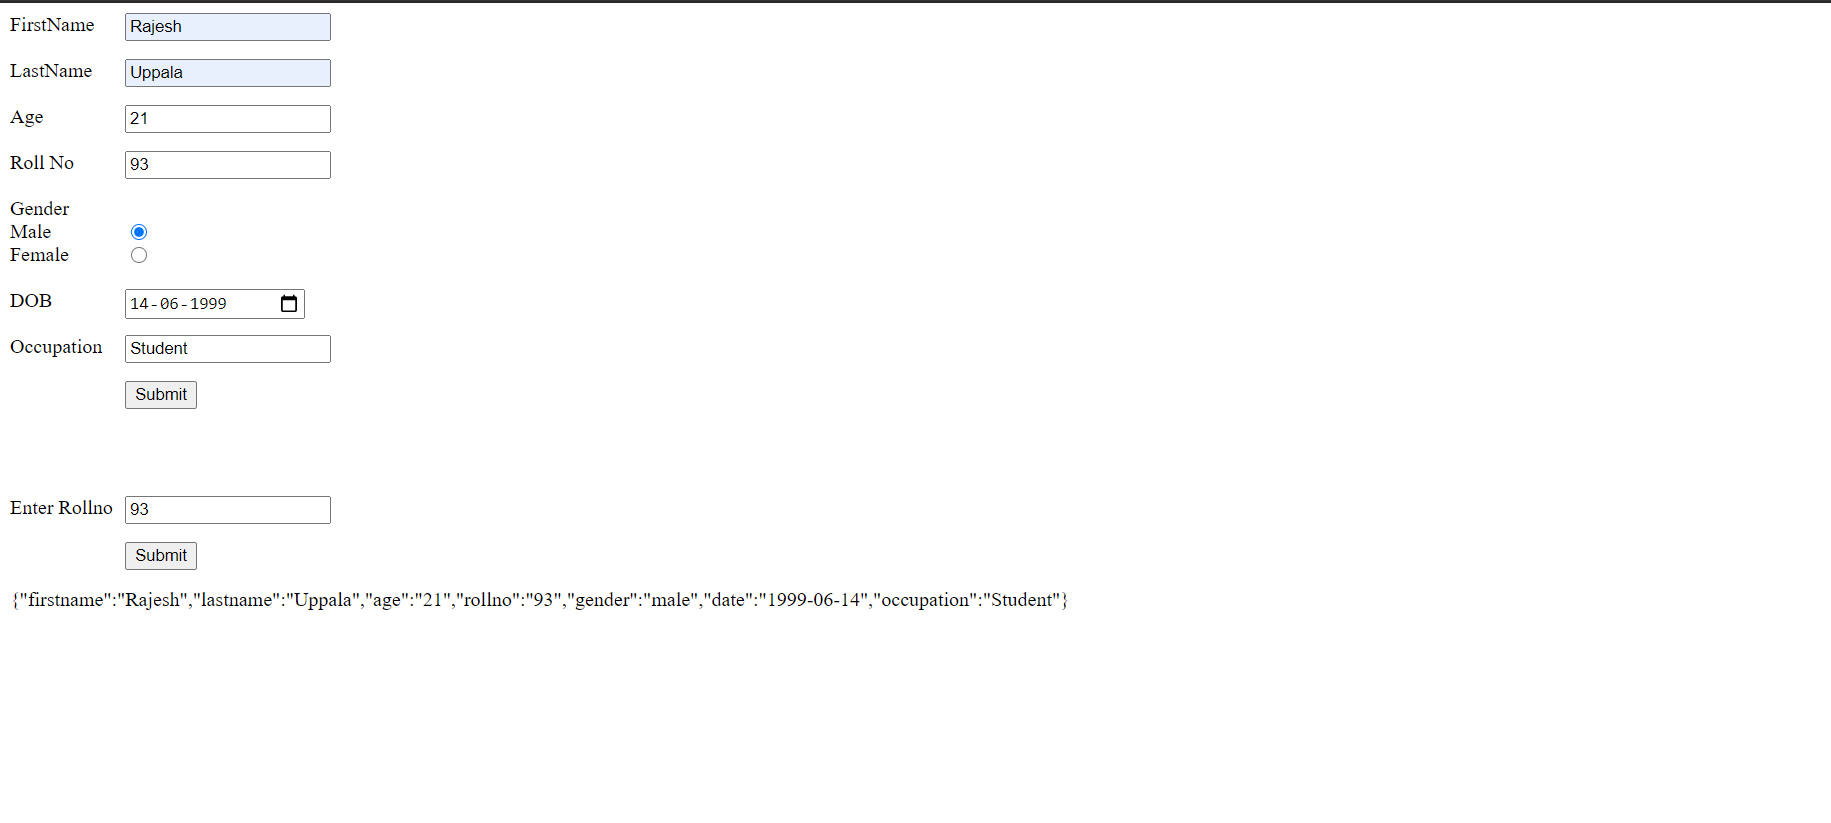 FirstName Rajesh
LastName Uppala
Age 21
Roll No 93
Gender
Male
Female
DOB 14-06-1999
Occupation Student
Submit
Enter Rollno 93
Submit
{"firstname":"Rajesh","lastname":"Uppala","age":"21","rollno":"93","gender":"male","date":"1999-06-14","occupation":"Student"}